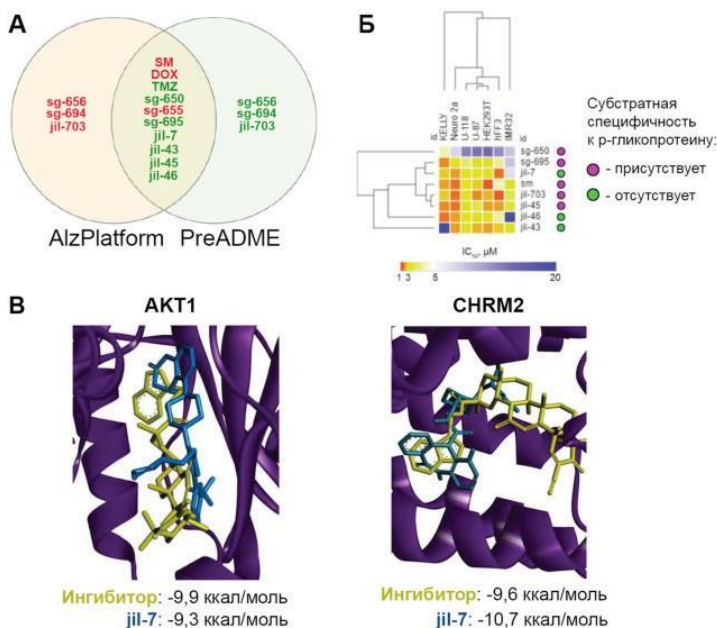 А
SM
DOX
TMZ
sg-656
sg-650
sg-656
sg-694
sg-655
sg-694
jil-703
sg-695
jil-703
jil-7
jil-43
jil-45
jil-46
AlzPlatform
PreADME
Б
&
KELLY
Neuro 2a
U-118
U-87
HEK293T
hFF3
IMR32
&
sg-650
sg-695
jil-7
sm
jil-703
jil-45
jil-46
jil-43
IC50, μM
1 3 5 20
Субстратная
специфичность
к р-гликопротеину:
- присутствует
- отсутствует
В
AKT1
CHRM2
Ингибитор: -9,9 ккал/моль
jil-7: -9,3 ккал/моль
Ингибитор: -9,6 ккал/моль
jil-7: -10,7 ккал/моль